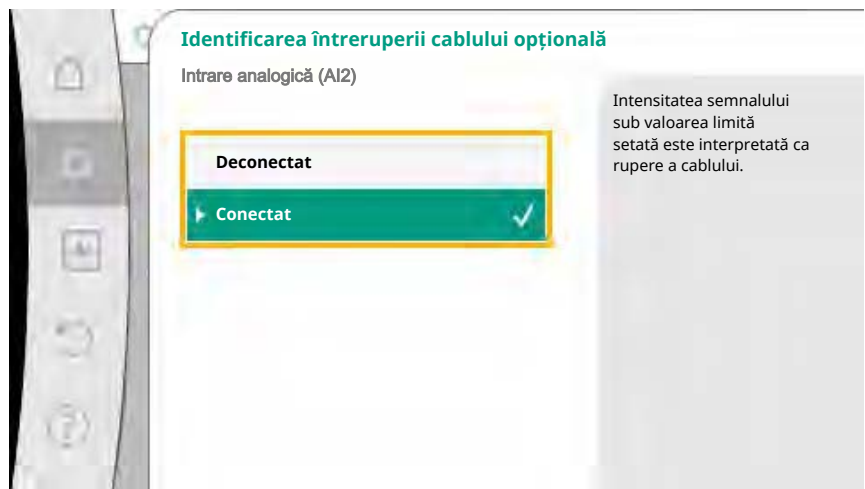 Identificarea întreruperii cablului opțională
Intrare analogică (AI2)
Intensitatea semnalului
sub valoarea limită
setată este interpretată ca
rupere a cablului.
Deconectat
Conectat